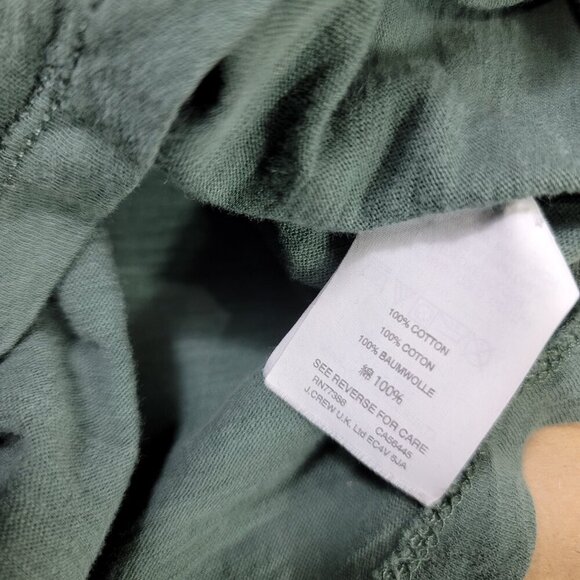 100% COTTON
100% COTON
100% BAUMWOLLE
綿 100%
SEE REVERSE FOR CARE
RN77388 CA56445
J.CREW U.K. Ltd EC4V 5JA